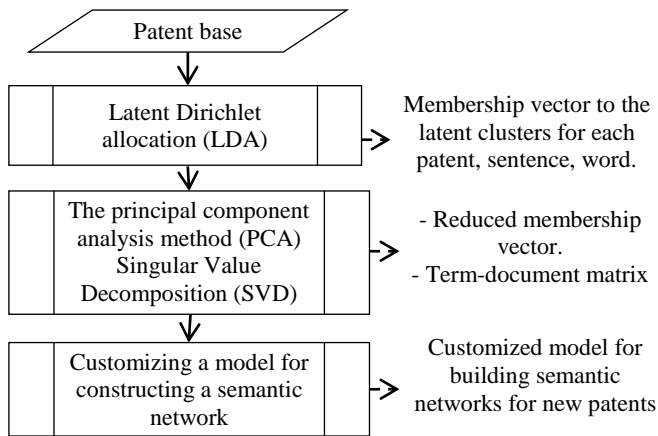 Patent base
Latent Dirichlet
allocation (LDA)
Membership vector to the
latent clusters for each
patent, sentence, word.
The principal component
analysis method (PCA)
Singular Value
Decomposition (SVD)
- Reduced membership
vector.
- Term-document matrix
Customizing a model for
constructing a semantic
network
Customized model for
building semantic
networks for new patents